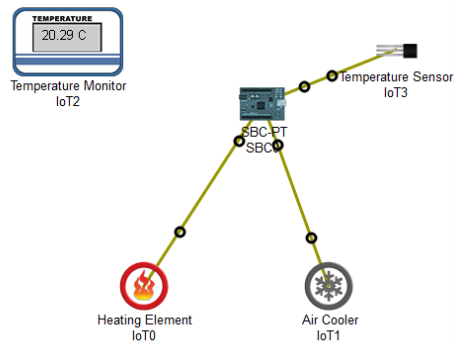 TEMPERATURE
20.29 C
Temperature Monitor
IoT2
Temperature Sensor
IoT3
SBC-PT
SBC0
Heating Element
IoT0
Air Cooler
IoT1